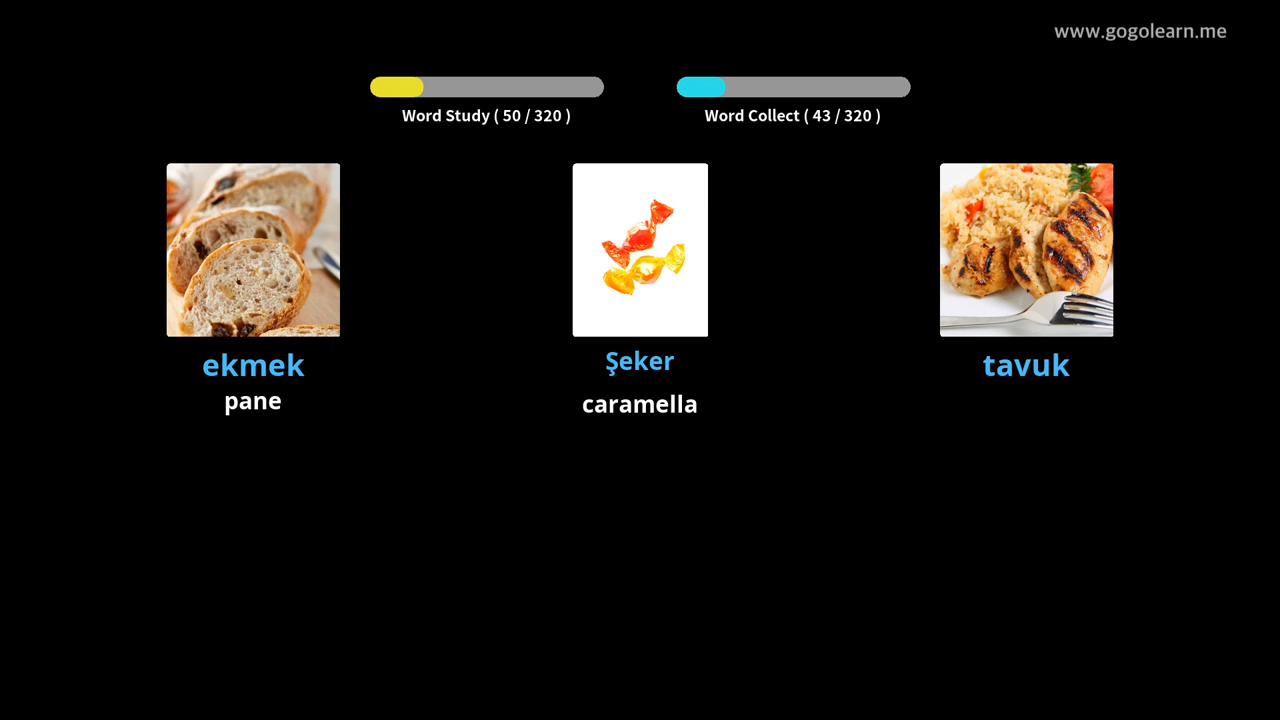 www.gogolearn.me
Word Study ( 50 / 320 )
Word Collect ( 43 / 320 )
ekmek
pane
Şeker
caramella
tavuk